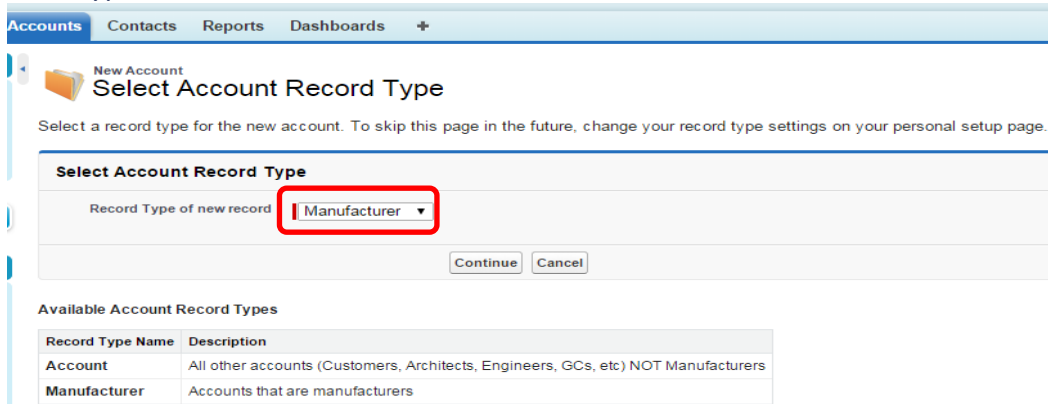 Accounts Contacts Reports Dashboards +
New Account
Select Account Record Type
Select a record type for the new account. To skip this page in the future, change your record type settings on your personal setup page.
Select Account Record Type
Record Type of new record Manufacturer
Continue Cancel
Available Account Record Types
Record Type Name Description
Account All other accounts (Customers, Architects, Engineers, GCs, etc) NOT Manufacturers
Manufacturer Accounts that are manufacturers